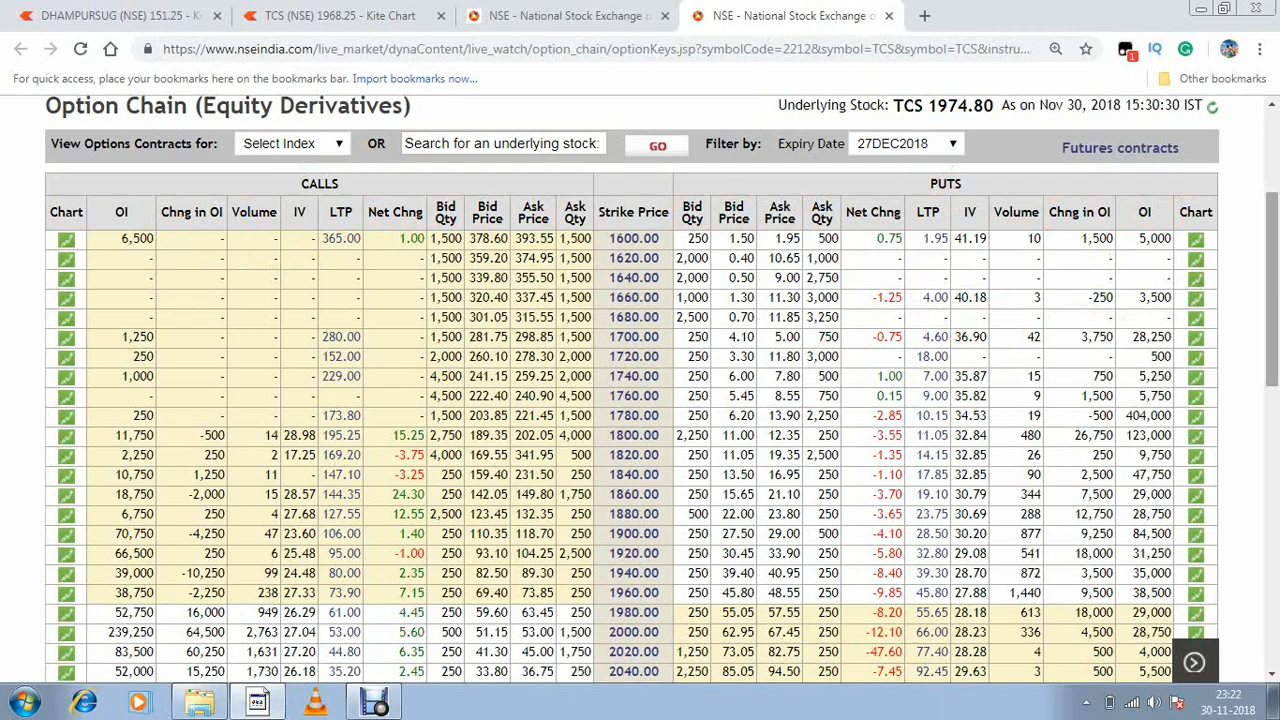 DHAMPURSUG (NSE) 151.25 - Ki × TCS (NSE) 1968.25 - Kite Chart × NSE - National Stock Exchange o × NSE - National Stock Exchange o ×
https://www.nseindia.com/live_market/dynaContent/live_watch/option_chain/optionKeys.jsp?symbolCode=2212&symbol=TCS&symbol=TCS&instru... 1 IQ
For quick access, place your bookmarks here on the bookmarks bar. Import bookmarks now... Other bookmarks
Option Chain (Equity Derivatives) Underlying Stock: TCS 1974.80 As on Nov 30, 2018 15:30:30 IST
View Options Contracts for: Select Index OR Search for an underlying stock: GO Filter by: Expiry Date 27DEC2018 Futures contracts
CALLS PUTS
Chart OI Chng in OI Volume IV LTP Net Chng Bid Qty Bid Price Ask Price Ask Qty Strike Price Bid Qty Bid Price Ask Price Ask Qty Net Chng LTP IV Volume Chng in OI OI Chart
6,500 - - - 365.00 1.00 1,500 378.60 393.55 1,500 1600.00 250 1.50 1.95 500 0.75 1.95 41.19 10 1,500 5,000
- - - - - - 1,500 359.20 374.95 1,500 1620.00 2,000 0.40 10.65 1,000 - - - - - -
- - - - - - 1,500 339.80 355.50 1,500 1640.00 2,000 0.50 9.00 2,750 - - - - - -
- - - - - - 1,500 320.40 337.45 1,500 1660.00 1,000 1.30 11.30 3,000 -1.25 4.00 40.18 3 -250 3,500
- - - - - - 1,500 301.05 315.55 1,500 1680.00 2,500 0.70 11.85 3,250 - - - - - -
1,250 - - - 280.00 - 1,500 281.75 298.85 1,500 1700.00 250 4.10 5.00 750 -0.75 4.60 36.90 42 3,750 28,250
250 - - - 152.00 - 2,000 260.10 278.30 2,000 1720.00 250 3.30 11.80 3,000 - 18.00 - - - 500
1,000 - - - 229.00 - 4,500 241.15 259.25 2,000 1740.00 250 6.00 7.80 500 1.00 7.00 35.87 15 750 5,250
- - - - - - 4,500 222.40 240.90 4,500 1760.00 250 5.45 8.55 750 0.15 9.00 35.82 9 1,500 5,750
250 - - - 173.80 - 1,500 203.85 221.45 1,500 1780.00 250 6.20 13.90 2,250 -2.85 10.15 34.53 19 -500 404,000
11,750 -500 14 28.98 195.25 15.25 2,750 189.35 202.05 4,000 1800.00 2,250 11.00 12.35 250 -3.55 11.05 32.84 480 26,750 123,000
2,250 250 2 17.25 169.20 -3.75 4,000 169.55 341.95 500 1820.00 250 11.05 19.35 2,500 -1.35 14.15 32.85 26 250 9,750
10,750 1,250 11 - 147.10 -3.25 250 159.40 231.50 250 1840.00 250 13.50 16.95 250 -1.10 17.85 32.85 90 2,500 47,750
18,750 -2,000 15 28.57 144.35 24.30 250 142.05 149.80 1,750 1860.00 250 15.65 21.10 250 -3.70 19.10 30.79 344 7,500 29,000
6,750 250 4 27.68 127.55 12.55 2,500 123.45 132.35 250 1880.00 500 22.00 23.80 250 -3.65 23.75 30.69 288 12,750 28,750
70,750 -4,250 47 23.60 106.00 1.40 250 110.35 118.70 250 1900.00 250 27.50 29.00 500 -4.10 28.50 30.20 877 9,250 84,500
66,500 250 6 25.48 95.00 -1.00 250 93.10 104.25 2,500 1920.00 250 30.45 33.90 250 -5.80 32.80 29.08 541 18,000 31,250
39,000 -10,250 99 24.48 80.00 2.35 250 82.50 89.30 250 1940.00 250 39.40 40.95 250 -8.40 39.30 28.70 872 3,500 35,000
38,750 -2,250 238 27.33 73.90 7.15 250 69.40 73.85 250 1960.00 250 45.80 48.55 250 -9.85 45.80 27.88 1,440 9,500 38,500
52,750 16,000 949 26.29 61.00 4.45 250 59.60 63.45 250 1980.00 250 55.05 57.55 250 -8.20 55.65 28.18 613 18,000 29,000
239,250 64,500 2,763 27.04 53.00 5.60 500 51.15 53.00 1,500 2000.00 250 62.95 67.45 250 -12.10 66.00 28.23 336 4,500 28,750
83,500 60,250 1,631 27.20 44.80 6.35 250 41.30 45.00 1,750 2020.00 1,250 73.05 82.75 250 -47.60 77.40 28.28 4 500 4,000
52,000 15,250 1,730 26.18 35.20 2.45 250 33.80 36.75 250 2040.00 2,250 85.05 94.50 250 -7.45 92.45 29.63 3 500 5,500
23:22
30-11-2018